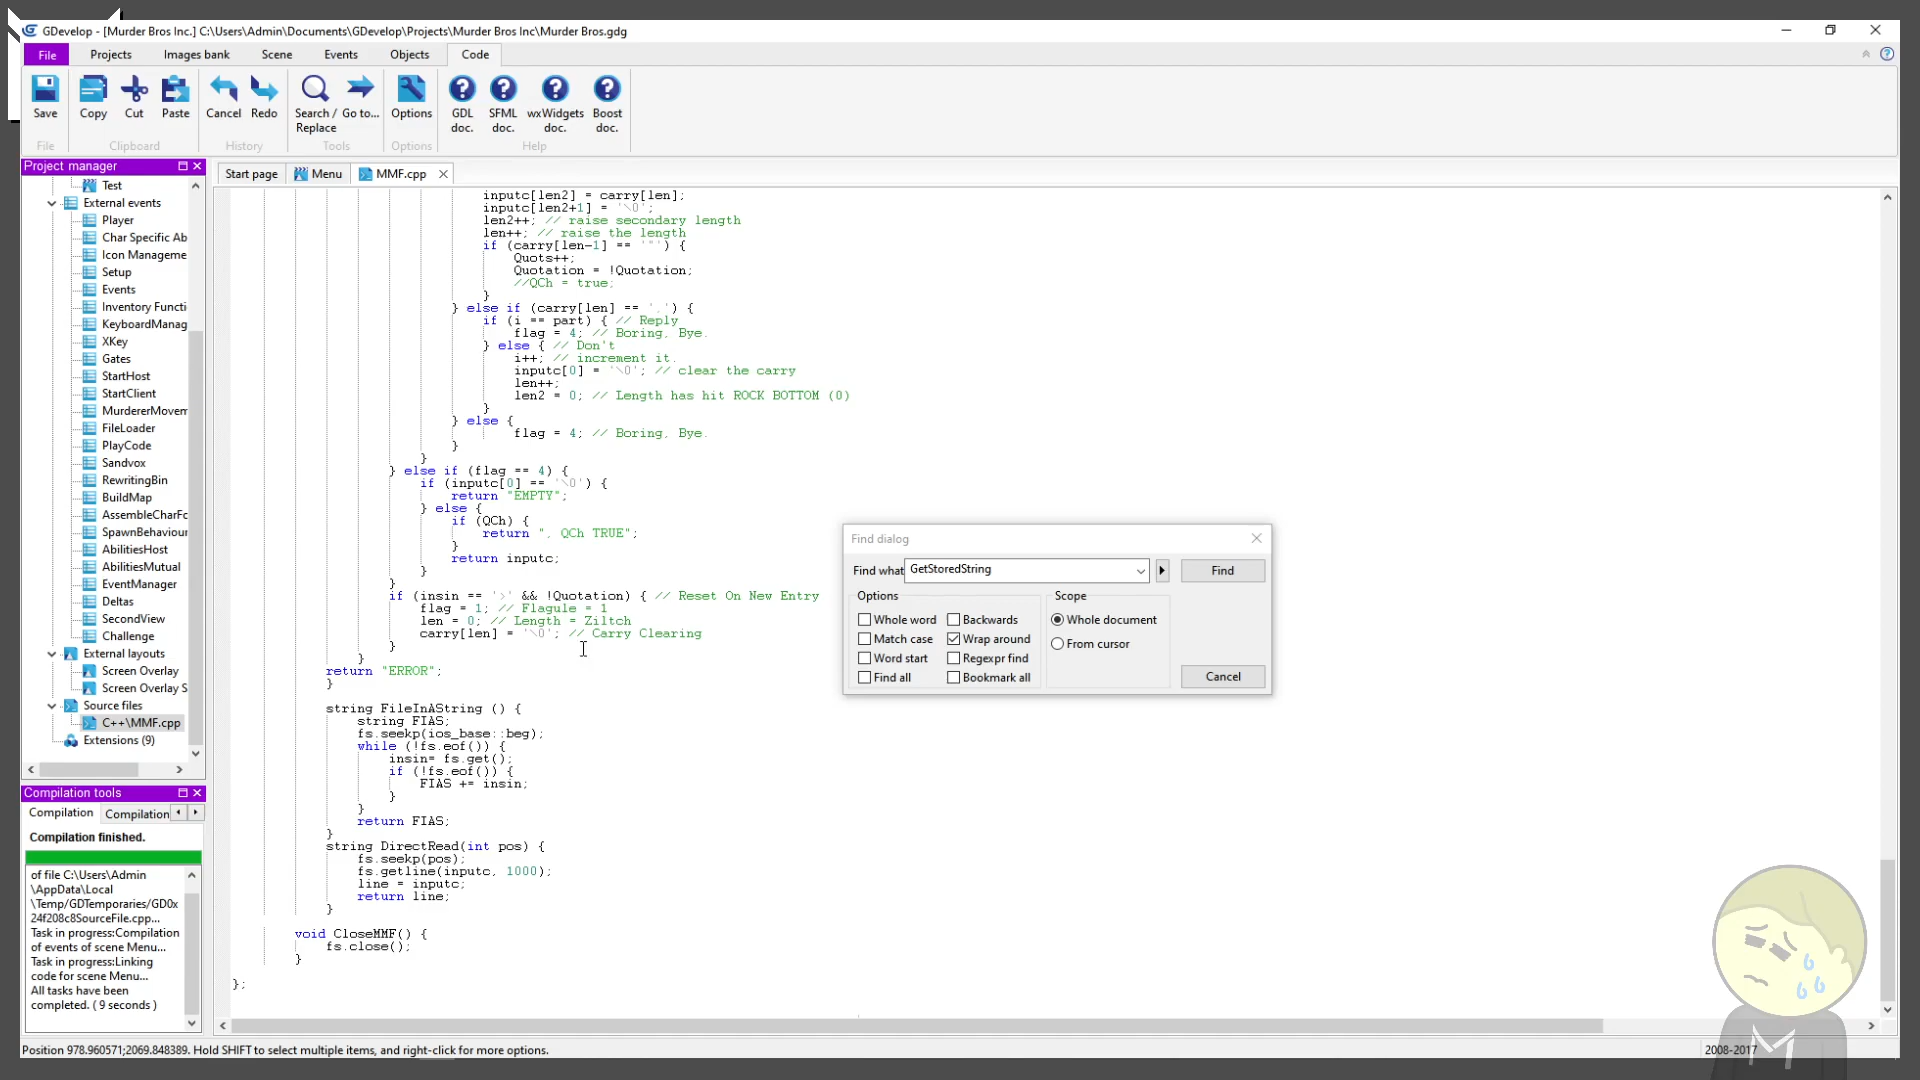 GDevelop - [Murder Bros Inc.] C:\Users\Admin\Documents\GDevelop\Projects\Murder Bros Inc\Murder Bros.gdg
File Projects Images bank Scene Events Objects Code
Save Copy Cut Paste Cancel Redo Search / Replace Go to... Options GDL doc. SFML doc. wxWidgets doc. Boost doc.
File Clipboard History Tools Options Help
Project manager
Test
External events
Player
Char Specific Ab
Icon Manageme
Setup
Events
Inventory Functi
KeyboardManag
XKey
Gates
StartHost
StartClient
MurdererMovem
FileLoader
PlayCode
Sandvox
RewritingBin
BuildMap
AssembleCharFc
SpawnBehaviour
AbilitiesHost
AbilitiesMutual
EventManager
Deltas
SecondView
Challenge
External layouts
Screen Overlay
Screen Overlay S
Source files
C++\MMF.cpp
Extensions (9)
Compilation tools
Compilation Compilation
Compilation finished.
of file C:\Users\Admin
\AppData\Local
\Temp/GDTemporaries/GD0x
24f208c8SourceFile.cpp...
Task in progress:Compilation
of events of scene Menu...
Task in progress:Linking
code for scene Menu...
All tasks have been
completed. ( 9 seconds )
Start page Menu MMF.cpp
inputc[len2] = carry[len];
inputc[len2+1] = '\0';
len2++; // raise secondary length
len++; // raise the length
if (carry[len-1] == '"') {
Quots++;
Quotation = !Quotation;
//QCh = true;
}
} else if (carry[len] == ',') {
if (i == part) { // Reply
flag = 4; // Boring, Bye.
} else { // Don't
i++; // increment it.
inputc[0] = '\0'; // clear the carry
len++;
len2 = 0; // Length has hit ROCK BOTTOM (0)
}
} else {
flag = 4; // Boring, Bye.
}
}
} else if (flag == 4) {
if (inputc[0] == '\0') {
return "EMPTY";
} else {
if (QCh) {
return ", QCh TRUE";
}
return inputc;
}
}
if (insin == '>' && !Quotation) { // Reset On New Entry
flag = 1; // Flagule = 1
len = 0; // Length = Ziltch
carry[len] = '\0'; // Carry Clearing
}
}
return "ERROR";
}
string FileInAString () {
string FIAS;
fs.seekp(ios_base::beg);
while (!fs.eof()) {
insin= fs.get();
if (!fs.eof()) {
FIAS += insin;
}
}
return FIAS;
}
string DirectRead(int pos) {
fs.seekp(pos);
fs.getline(inputc, 1000);
line = inputc;
return line;
}
void CloseMMF() {
fs.close();
}
};
Find dialog
Find what GetStoredString Find
Options Scope
Whole word Backwards Whole document
Match case Wrap around From cursor
Word start Regexpr find
Find all Bookmark all Cancel
Position 978.960571;2069.848389. Hold SHIFT to select multiple items, and right-click for more options. 2008-2017